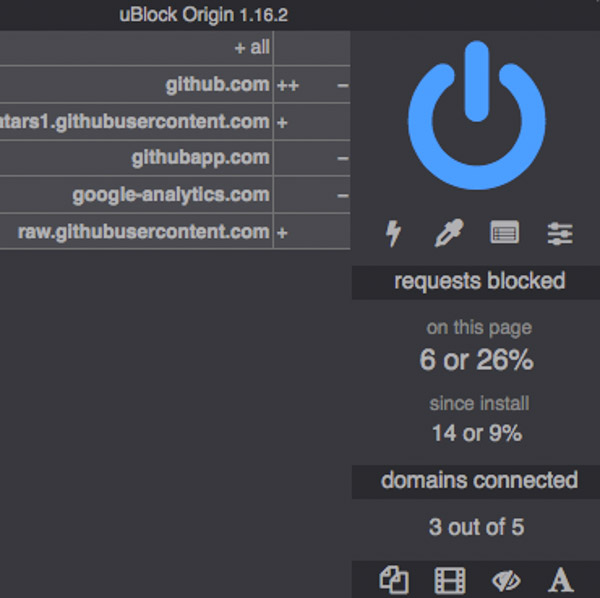 uBlock Origin 1.16.2
+ all
github.com ++ –
tars1.githubusercontent.com +
githubapp.com –
google-analytics.com –
raw.githubusercontent.com +
requests blocked
on this page
6 or 26%
since install
14 or 9%
domains connected
3 out of 5
A